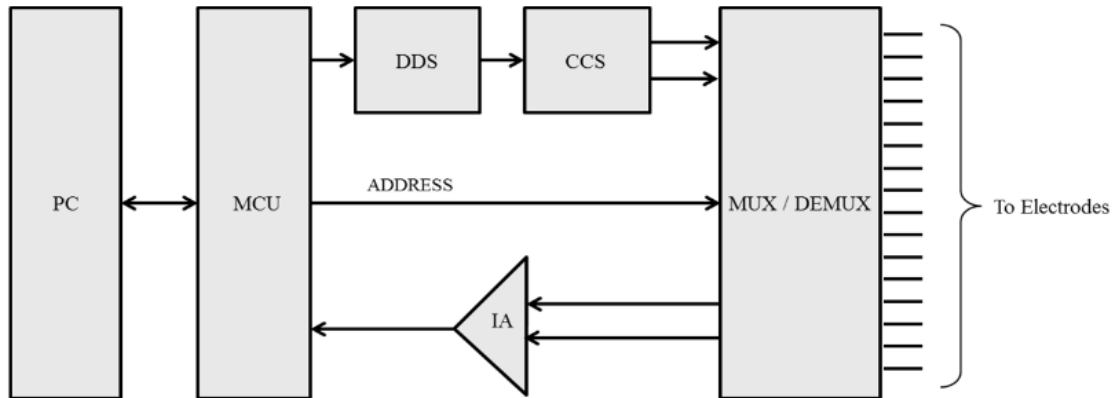 DDS
CCS
ADDRESS
PC
MCU
MUX / DEMUX
To Electrodes
IA